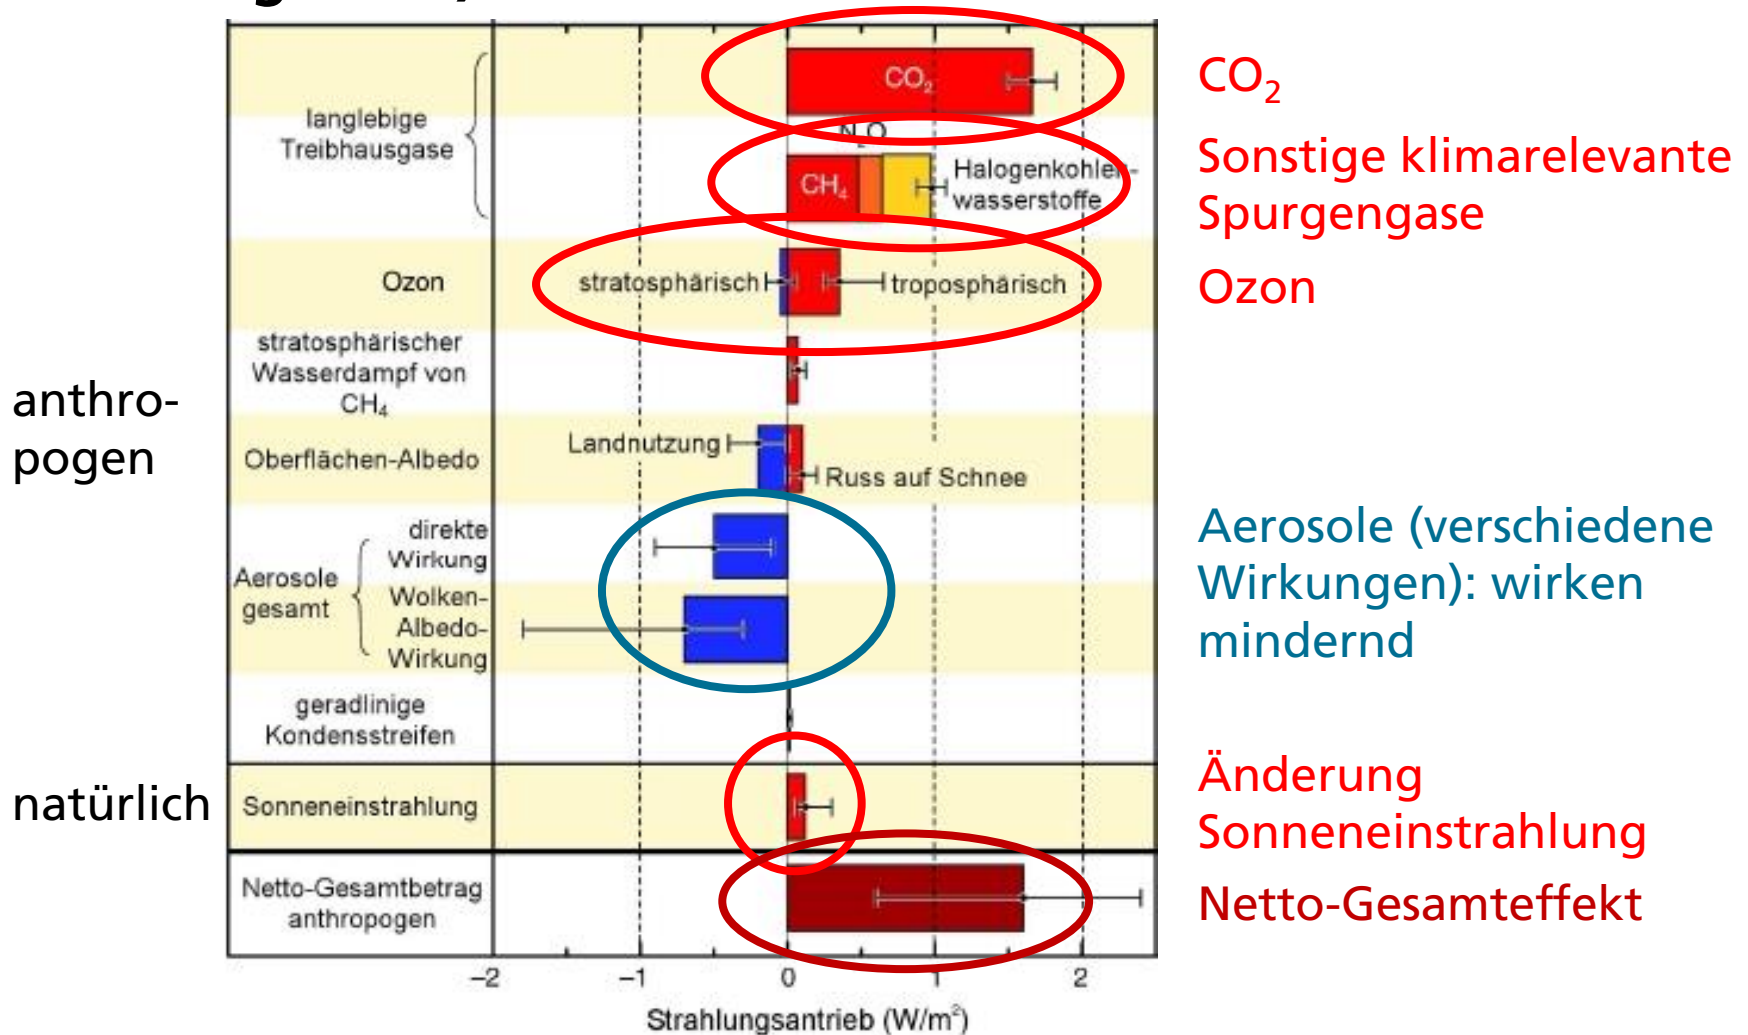 CO₂
langlebige
Treibhausgase
N₂O
CH₄
Halogenkohlen-
wasserstoffe
Ozon
stratosphärisch
troposphärisch
stratosphärischer
Wasserdampf von
CH₄
Oberflächen-Albedo
Landnutzung
Russ auf Schnee
Aerosole
gesamt
direkte
Wirkung
Wolken-
Albedo-
Wirkung
geradlinige
Kondensstreifen
Sonneneinstrahlung
Netto-Gesamtbetrag
anthropogen
−2
−1
0
1
2
Strahlungsantrieb (W/m²)
anthro-
pogen
natürlich
CO₂
Sonstige klimarelevante
Spurgengase
Ozon
Aerosole (verschiedene
Wirkungen): wirken
mindernd
Änderung
Sonneneinstrahlung
Netto-Gesamteffekt